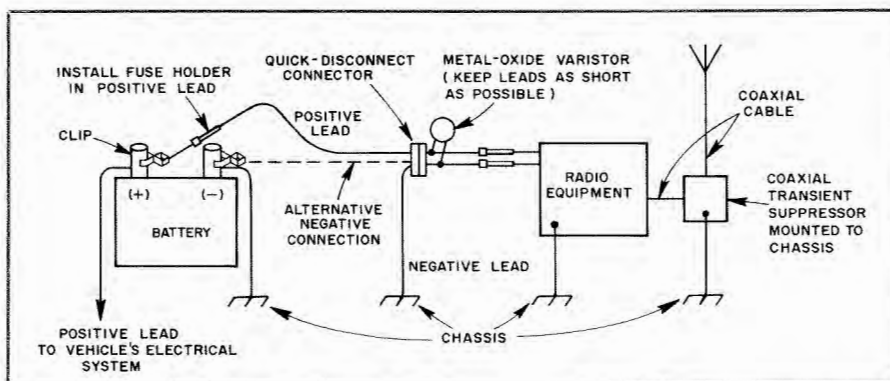 INSTALL FUSE HOLDER
IN POSITIVE LEAD
CLIP
(+)
(-)
BATTERY
POSITIVE LEAD
TO VEHICLE'S ELECTRICAL
SYSTEM
QUICK-DISCONNECT
CONNECTOR
POSITIVE
LEAD
ALTERNATIVE
NEGATIVE
CONNECTION
NEGATIVE LEAD
CHASSIS
METAL-OXIDE VARISTOR
(KEEP LEADS AS SHORT
AS POSSIBLE)
RADIO
EQUIPMENT
COAXIAL
CABLE
COAXIAL
TRANSIENT
SUPPRESSOR
MOUNTED TO
CHASSIS